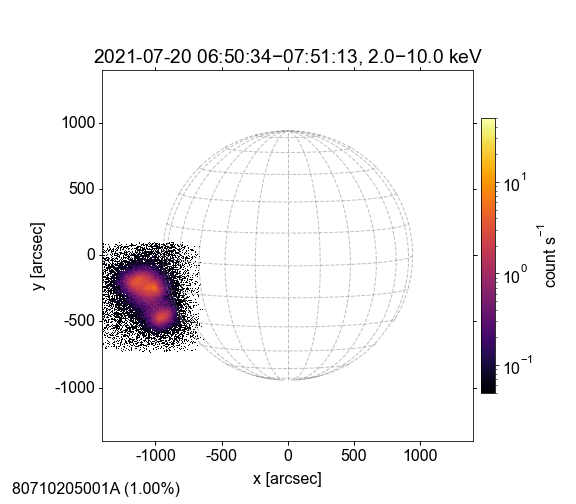 2021-07-20 06:50:34−07:51:13, 2.0−10.0 keV
1000
500
0
-500
-1000
y [arcsec]
-1000 -500 0 500 1000
x [arcsec]
10¹
10⁰
10⁻¹
count s⁻¹
80710205001A (1.00%)